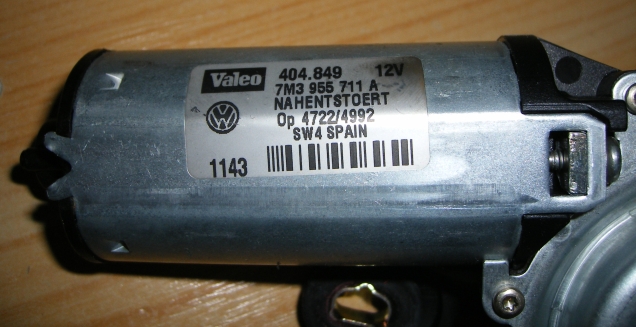 Valeo 404.849 12V
7M3 955 711 A
NAHENTSTOERT
Op 4722/4992
SW4 SPAIN
1143